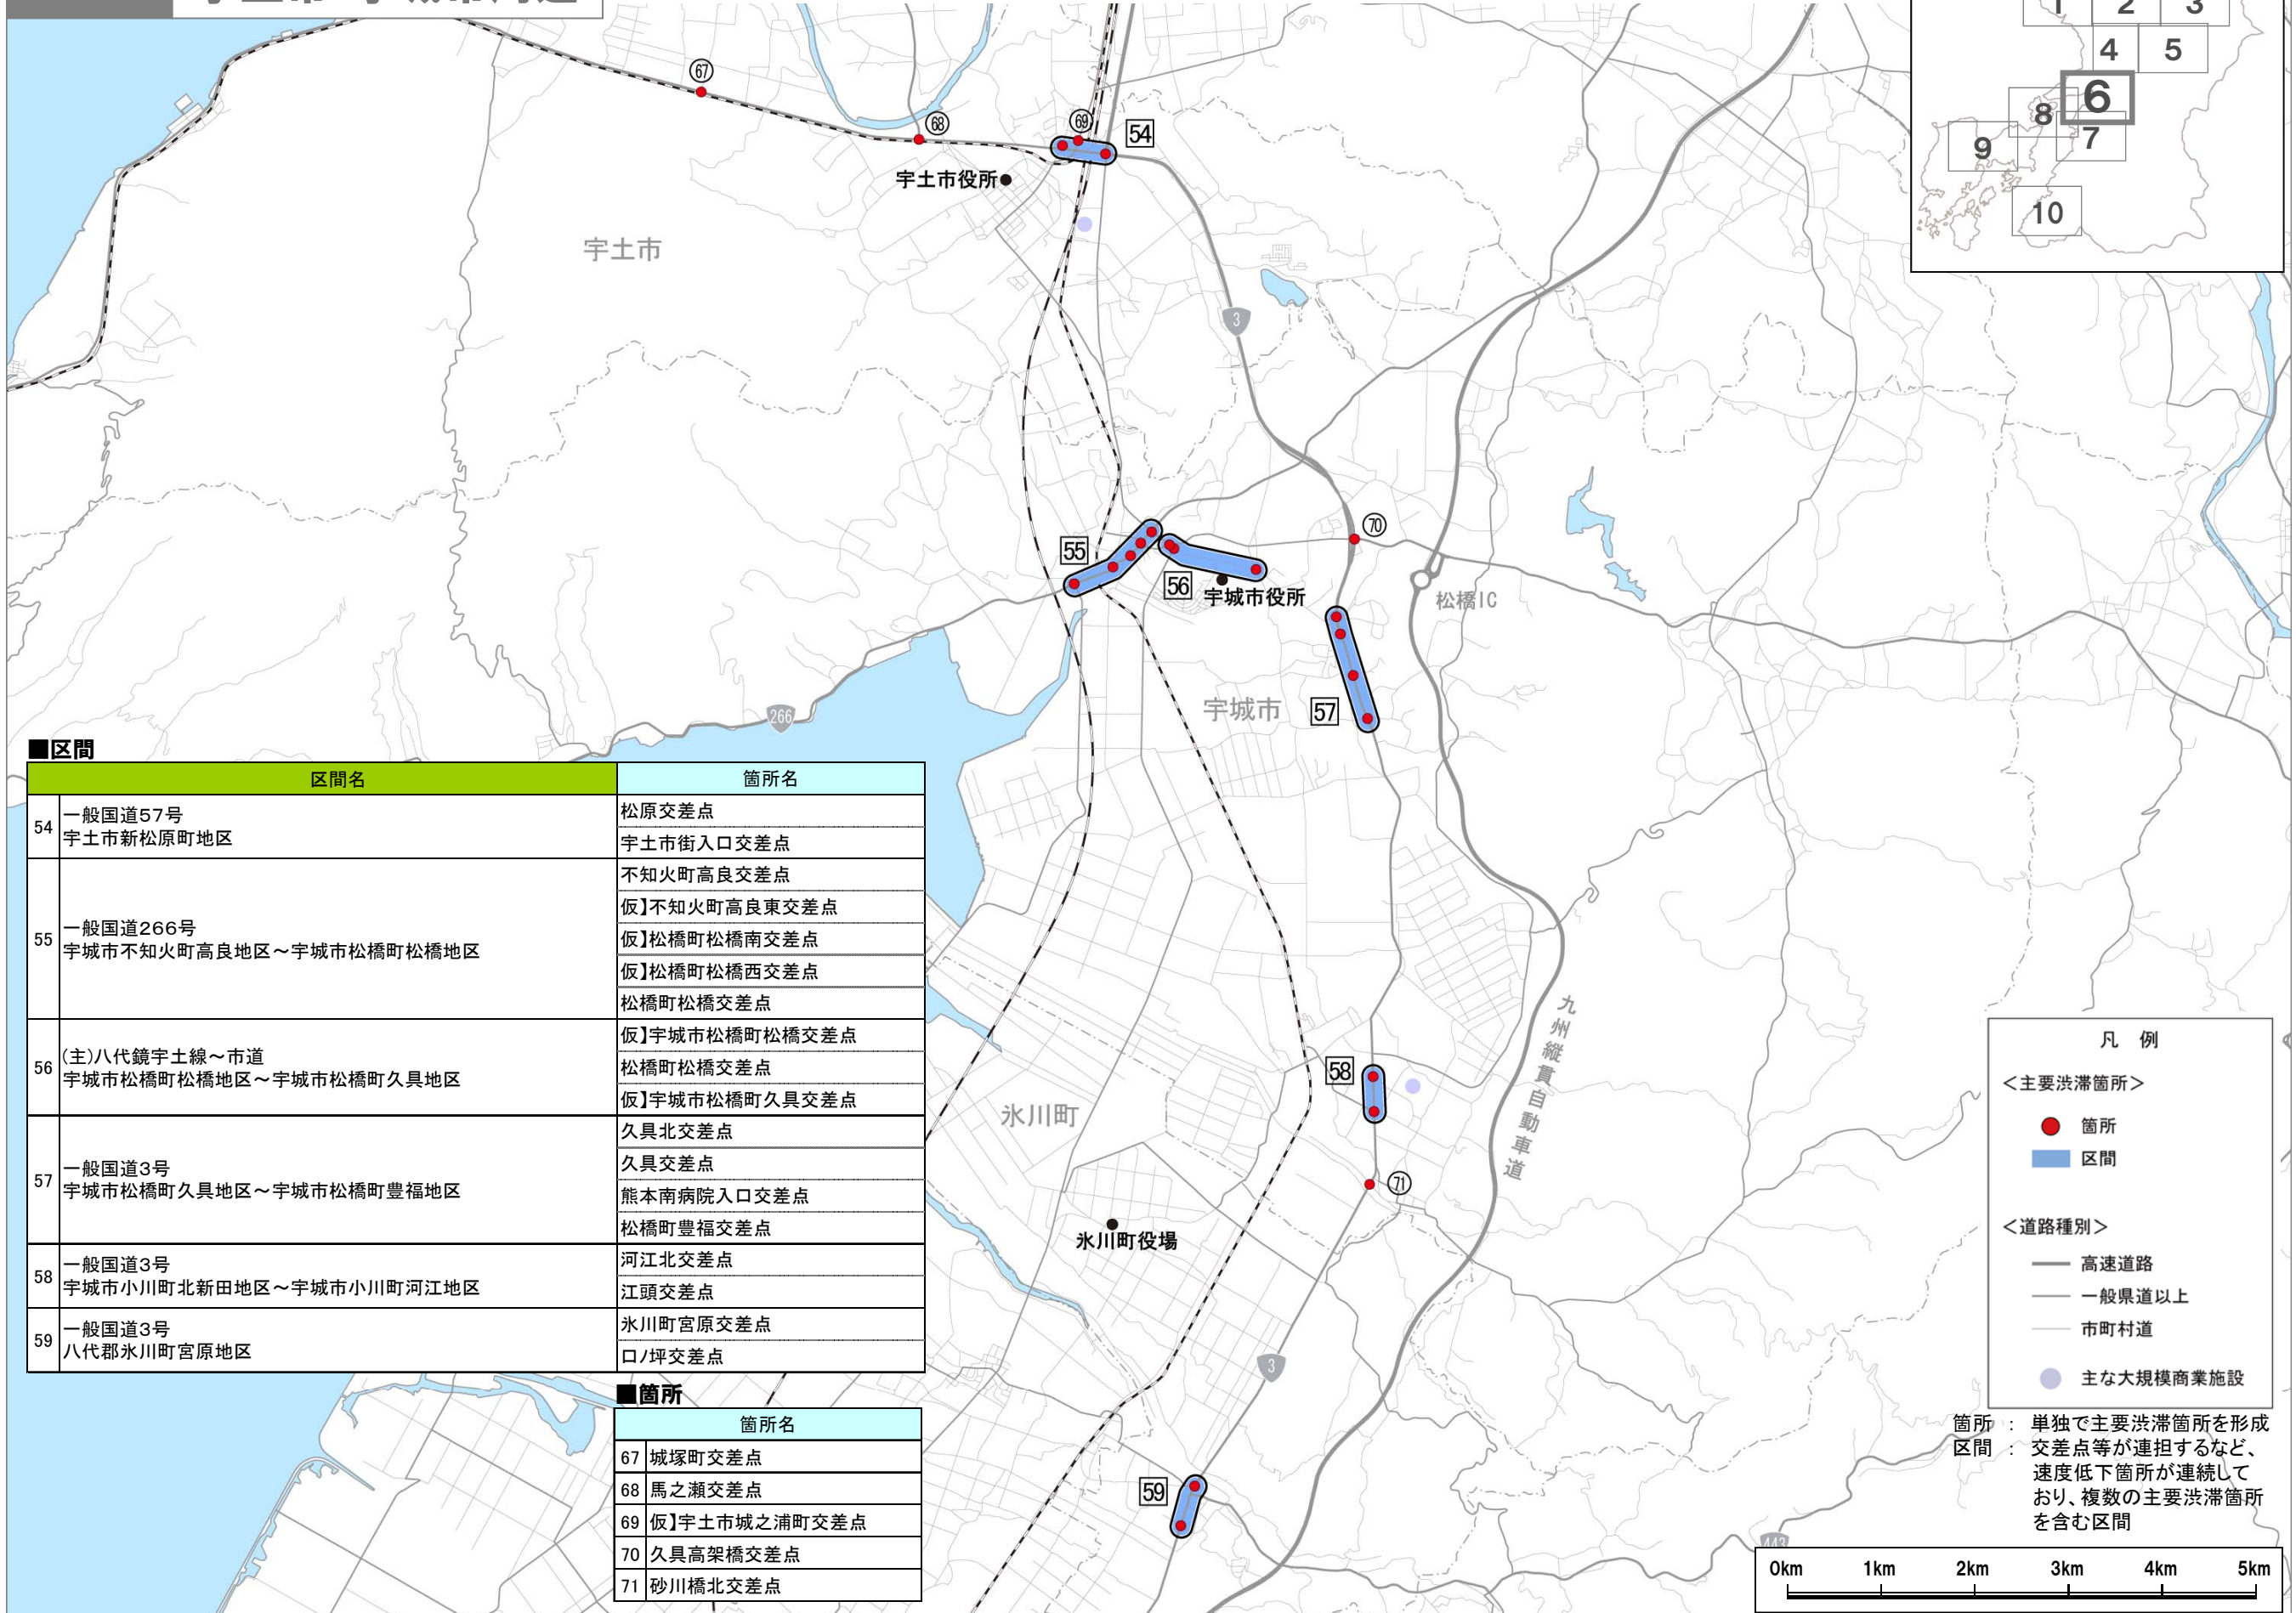 宇土市・宇城市周辺
1 2 3
4 5
6
8
7
9
10
67
68
69
54
宇土市役所
宇土市
3
70
55
56
宇城市役所
松橋IC
宇城市
57
266
■区間
区間名 箇所名
54 一般国道57号
宇土市新松原町地区
松原交差点
宇土市街入口交差点
55 一般国道266号
宇城市不知火町高良地区～宇城市松橋町松橋地区
不知火町高良交差点
仮】不知火町高良東交差点
仮】松橋町松橋南交差点
仮】松橋町松橋西交差点
松橋町松橋交差点
56 (主)八代鏡宇土線～市道
宇城市松橋町松橋地区～宇城市松橋町久具地区
仮】宇城市松橋町松橋交差点
松橋町松橋交差点
仮】宇城市松橋町久具交差点
57 一般国道3号
宇城市松橋町久具地区～宇城市松橋町豊福地区
久具北交差点
久具交差点
熊本南病院入口交差点
松橋町豊福交差点
58 一般国道3号
宇城市小川町北新田地区～宇城市小川町河江地区
河江北交差点
江頭交差点
59 一般国道3号
八代郡氷川町宮原地区
氷川町宮原交差点
口ノ坪交差点
■箇所
箇所名
67 城塚町交差点
68 馬之瀬交差点
69 仮】宇土市城之浦町交差点
70 久具高架橋交差点
71 砂川橋北交差点
九州縦貫自動車道
58
氷川町
71
氷川町役場
3
59
443
凡 例
＜主要渋滞箇所＞
箇所
区間
＜道路種別＞
高速道路
一般県道以上
市町村道
主な大規模商業施設
箇所 ： 単独で主要渋滞箇所を形成
区間 ： 交差点等が連担するなど、
速度低下箇所が連続して
おり、複数の主要渋滞箇所
を含む区間
0km 1km 2km 3km 4km 5km